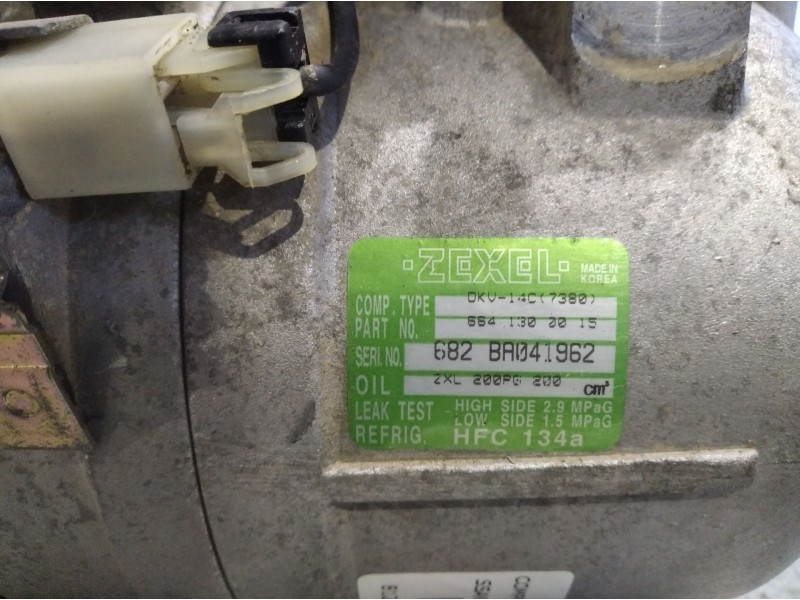 ·ZEXEL·
MADE IN
KOREA
COMP. TYPE DKV-14C(7380)
PART NO. 664 130 00 15
SERI. NO. 682 BA041962
OIL ZXL 200PG 200 cm³
LEAK TEST HIGH SIDE 2.9 MPaG
LOW SIDE 1.5 MPaG
REFRIG. HFC 134a